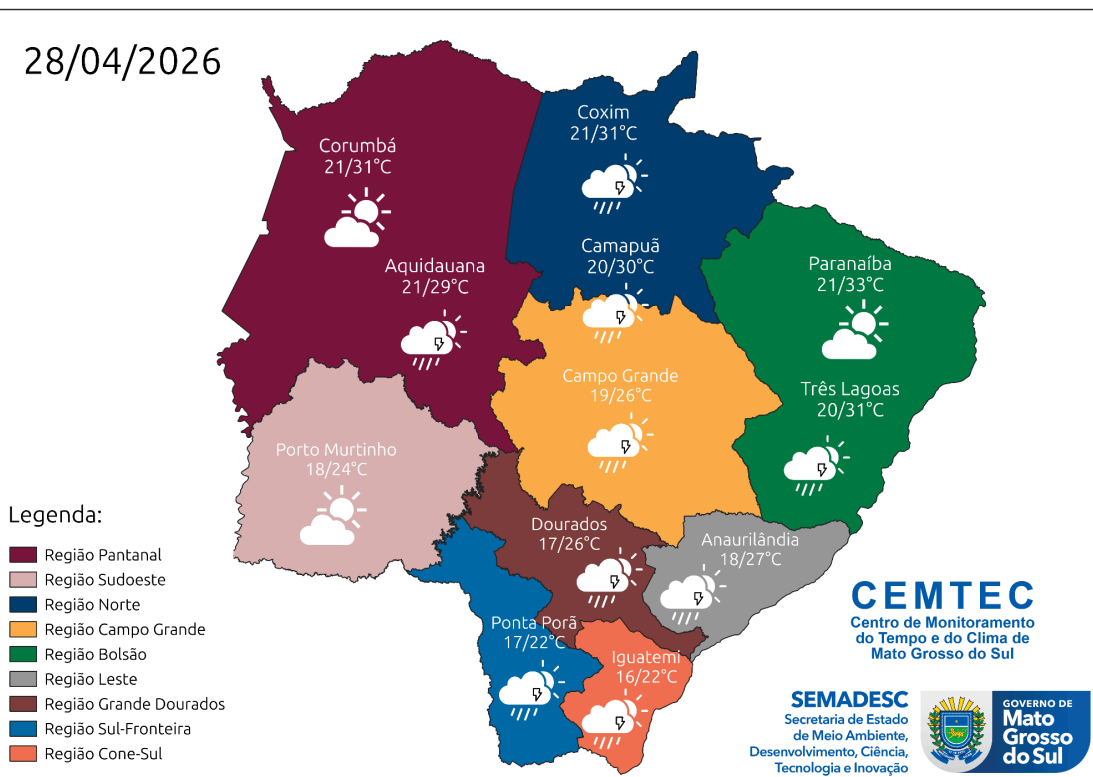 28/04/2026
Corumbá
21/31°C
Coxim
21/31°C
Aquidauana
21/29°C
Camapuã
20/30°C
Paranaíba
21/33°C
Campo Grande
19/26°C
Três Lagoas
20/31°C
Porto Murtinho
18/24°C
Dourados
17/26°C
Anaurilândia
18/27°C
Ponta Porã
17/22°C
Iguatemi
16/22°C
Legenda:
Região Pantanal
Região Sudoeste
Região Norte
Região Campo Grande
Região Bolsão
Região Leste
Região Grande Dourados
Região Sul-Fronteira
Região Cone-Sul
CEMTEC
Centro de Monitoramento
do Tempo e do Clima de
Mato Grosso do Sul
SEMADESC
Secretaria de Estado
de Meio Ambiente,
Desenvolvimento, Ciência,
Tecnologia e Inovação
GOVERNO DE
Mato
Grosso
do Sul